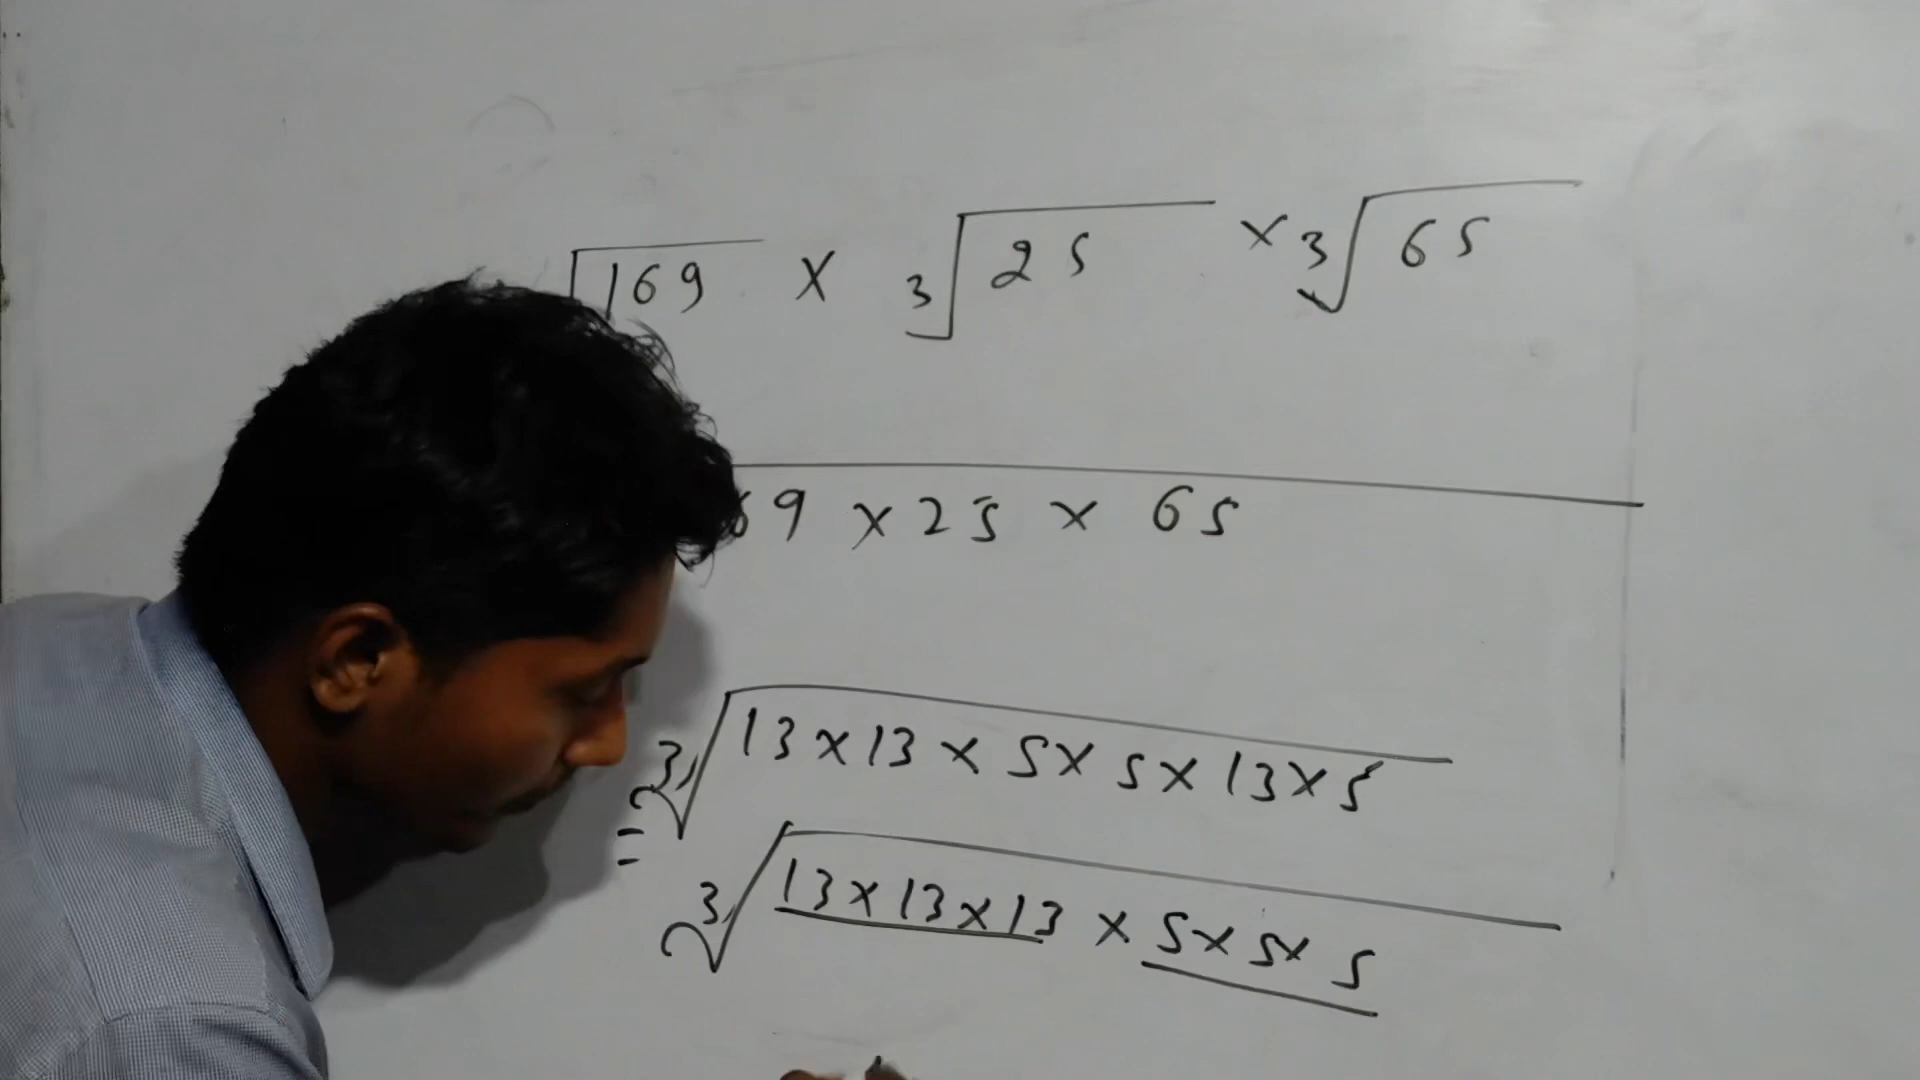 √169 × ³√25 × ³√65
69 × 25 × 65
³√13 × 13 × 5 × 5 × 13 × 5
= ³√13 × 13 × 13 × 5 × 5 × 5